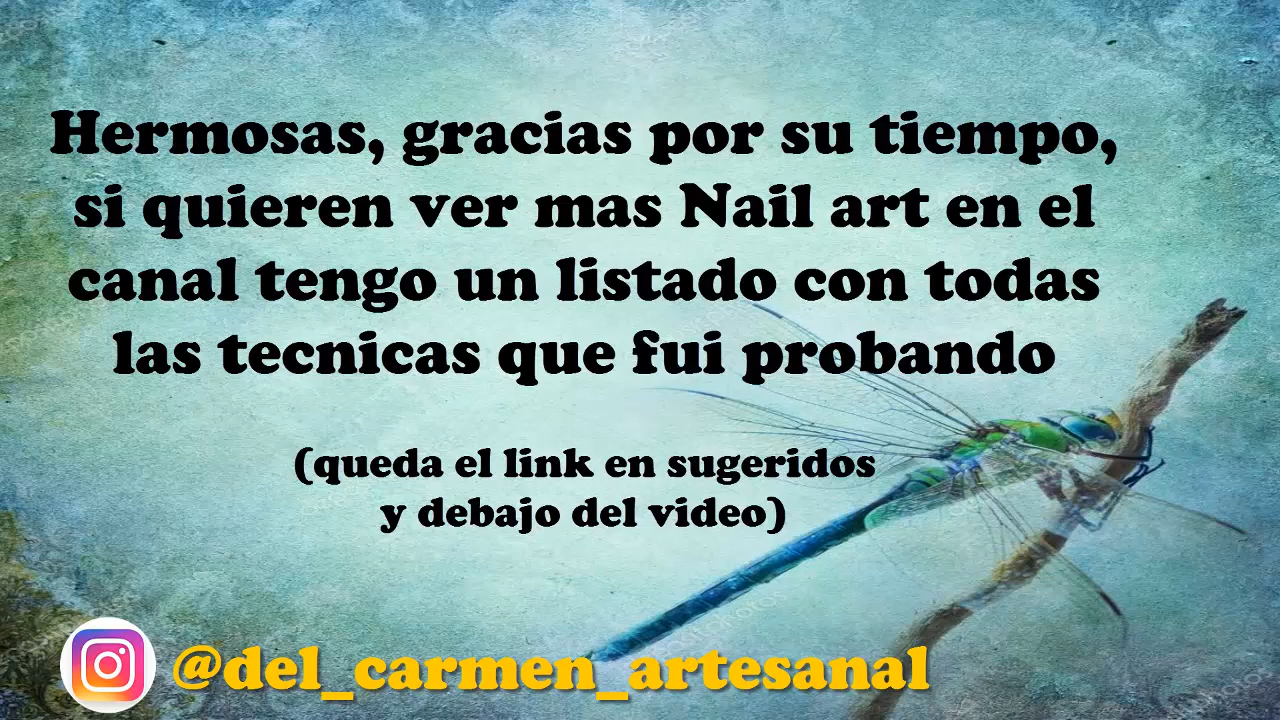 Hermosas, gracias por su tiempo,
si quieren ver mas Nail art en el
canal tengo un listado con todas
las tecnicas que fui probando
(queda el link en sugeridos
y debajo del video)
@del_carmen_artesanal